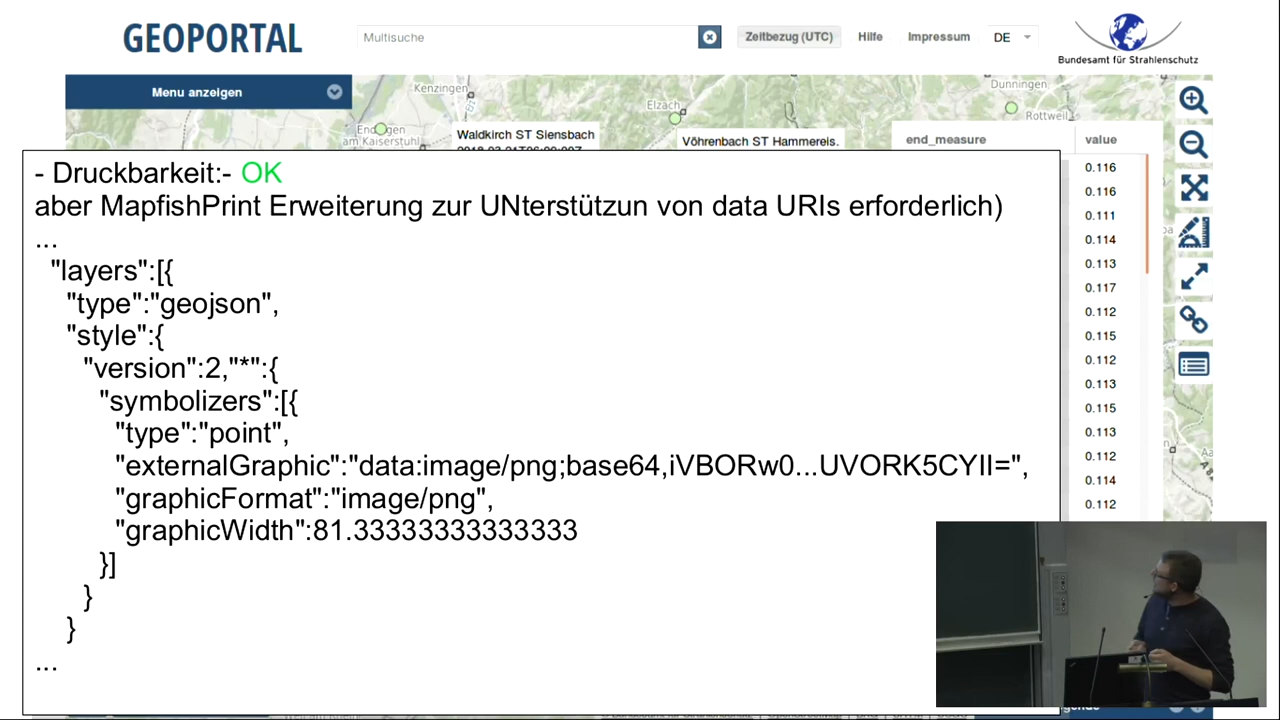 GEOPORTAL
Multisuche
Zeitbezug (UTC)
Hilfe
Impressum
DE
Bundesamt für Strahlenschutz
Menu anzeigen
Kenzingen
Elzach
Dunningen
Rottweil
Endingen
am Kaiserstuhl
Waldkirch ST Siensbach
Vöhrenbach ST Hammereis.
end_measure
value
- Druckbarkeit:- OK
aber MapfishPrint Erweiterung zur UNterstützun von data URIs erforderlich)
...
"layers":[{
"type":"geojson",
"style":{
"version":2,"*":{
"symbolizers":[{
"type":"point",
"externalGraphic":"data:image/png;base64,iVBORw0...UVORK5CYII=",
"graphicFormat":"image/png",
"graphicWidth":81.33333333333333
}]
}
}
...
0.116
0.116
0.111
0.114
0.113
0.117
0.112
0.115
0.112
0.113
0.115
0.113
0.112
0.114
0.112